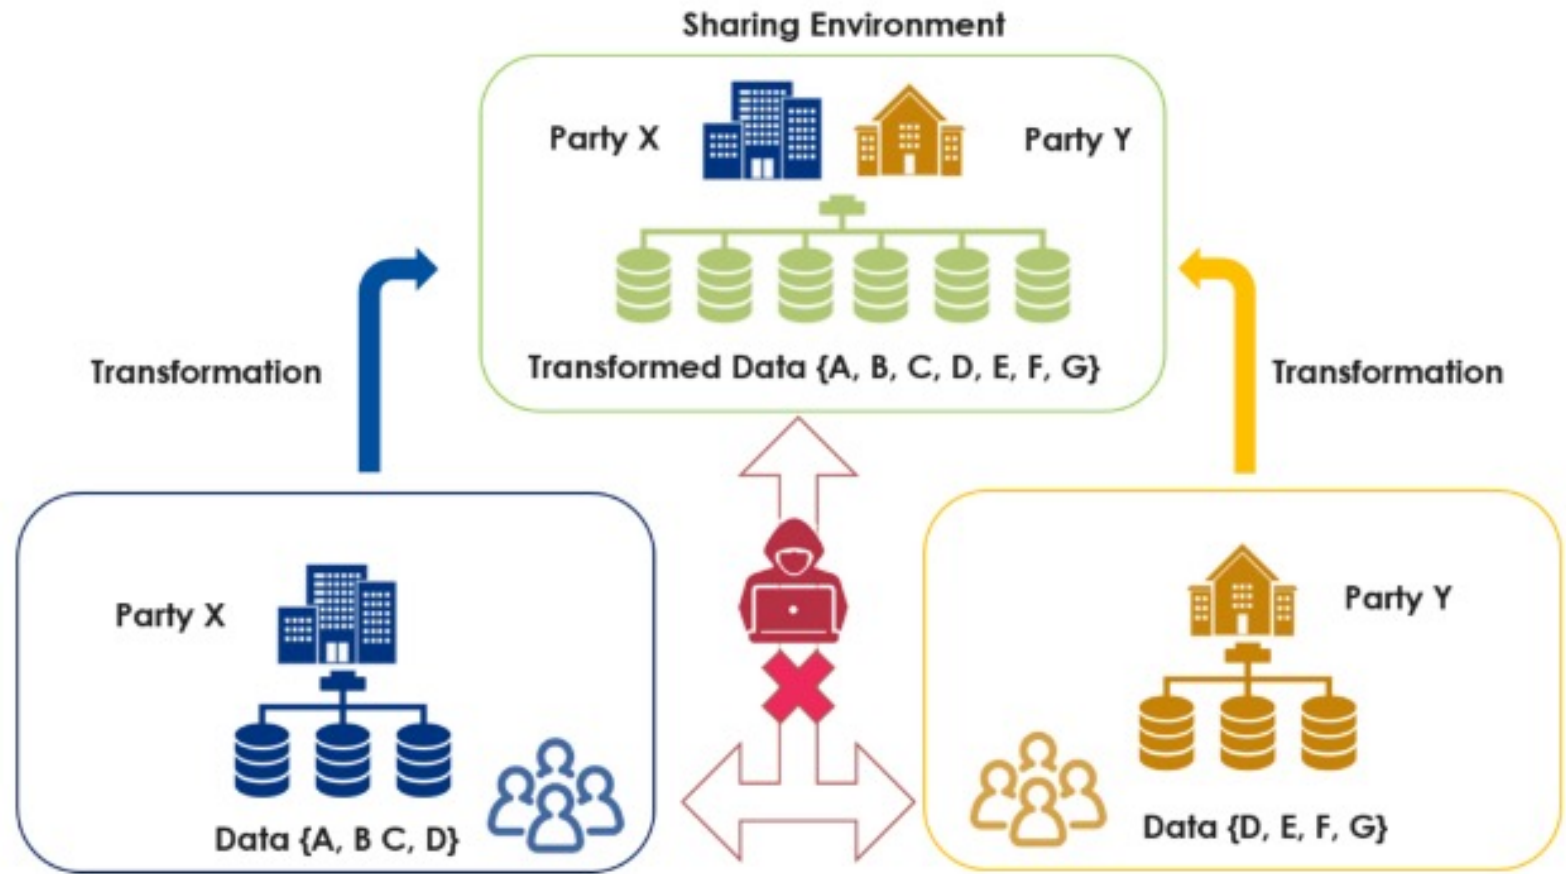 Sharing Environment
Party X
Party Y
Transformed Data {A, B, C, D, E, F, G}
Transformation
Transformation
Party X
Data {A, B C, D}
Party Y
Data {D, E, F, G}